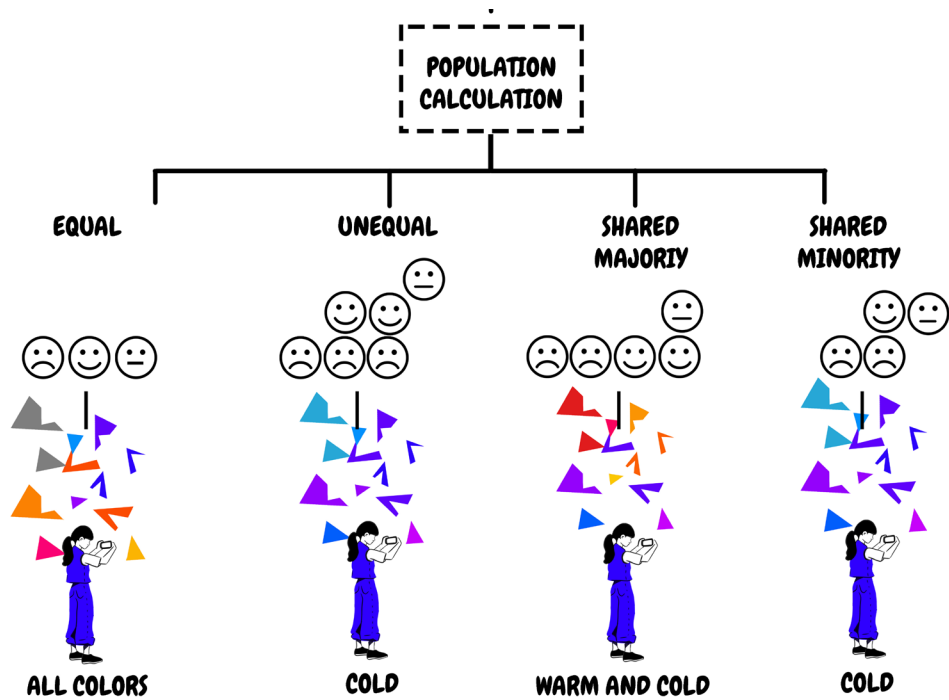 POPULATION
CALCULATION
EQUAL
UNEQUAL
SHARED
MAJORIY
SHARED
MINORITY
ALL COLORS
COLD
WARM AND COLD
COLD